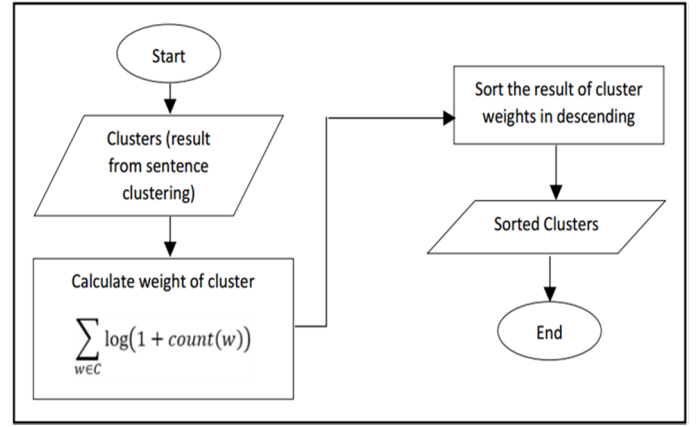 Start
Clusters (result
from sentence
clustering)
Calculate weight of cluster
∑ log(1 + count(w))
w∈C
Sort the result of cluster
weights in descending
Sorted Clusters
End